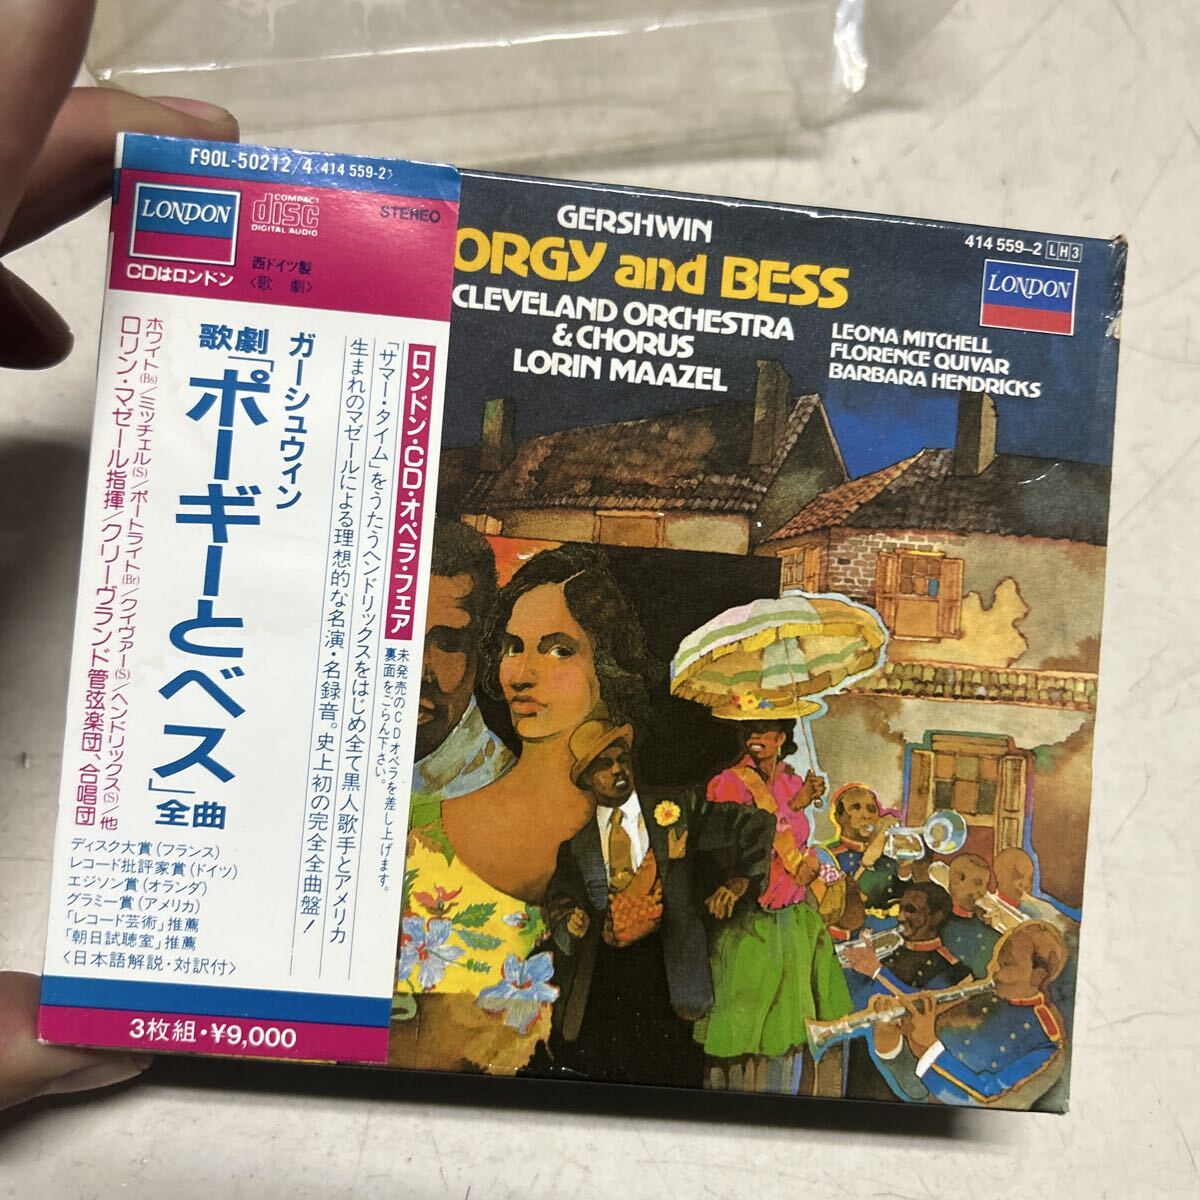 F90L-50212/4<414 559-2>
LONDON
COMPACT
disc
DIGITAL AUDIO
STEREO
CDはロンドン
西ドイツ製
〈歌 劇〉
ロンドン・CD・オペラ・フェア
未発売のCDオペラを差し上げます。
裏面をごらん下さい。
「サマー・タイム」をうたうヘンドリックスをはじめ全て黒人歌手とアメリカ
生まれのマゼールによる理想的な名演・名録音。史上初の完全全曲盤!
ガーシュウィン
歌劇「ポーギーとベス」全曲
ホワイト(Bs)/ミッチェル(S)/ボートライト(Br)/クイヴァー(S)/ヘンドリックス(S)/他
ロリン・マゼール指揮/クリーヴランド管弦楽団、合唱団
ディスク大賞(フランス)
レコード批評家賞(ドイツ)
エジソン賞(オランダ)
グラミー賞(アメリカ)
「レコード芸術」推薦
「朝日試聴室」推薦
〈日本語解説・対訳付〉
3枚組・¥9,000
GERSHWIN
ORGY and BESS
CLEVELAND ORCHESTRA
& CHORUS
LORIN MAAZEL
414 559-2 LH3
LONDON
LEONA MITCHELL
FLORENCE QUIVAR
BARBARA HENDRICKS